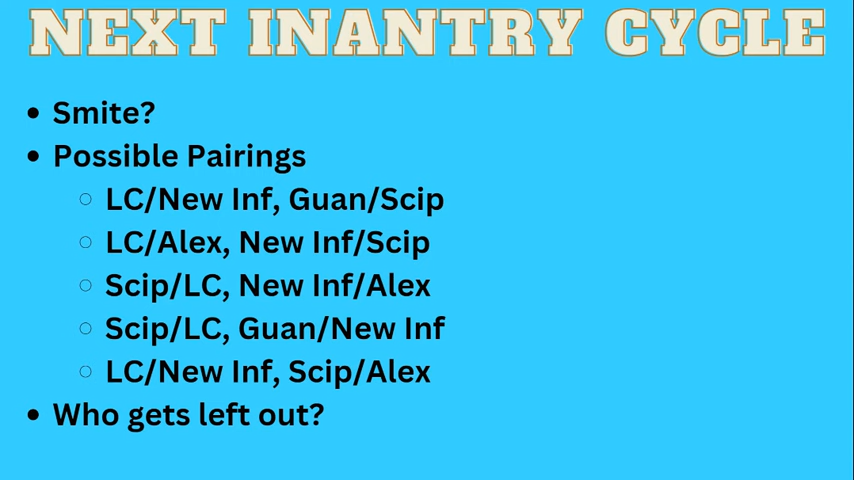 NEXT INANTRY CYCLE
Smite?
Possible Pairings
LC/New Inf, Guan/Scip
LC/Alex, New Inf/Scip
Scip/LC, New Inf/Alex
Scip/LC, Guan/New Inf
LC/New Inf, Scip/Alex
Who gets left out?